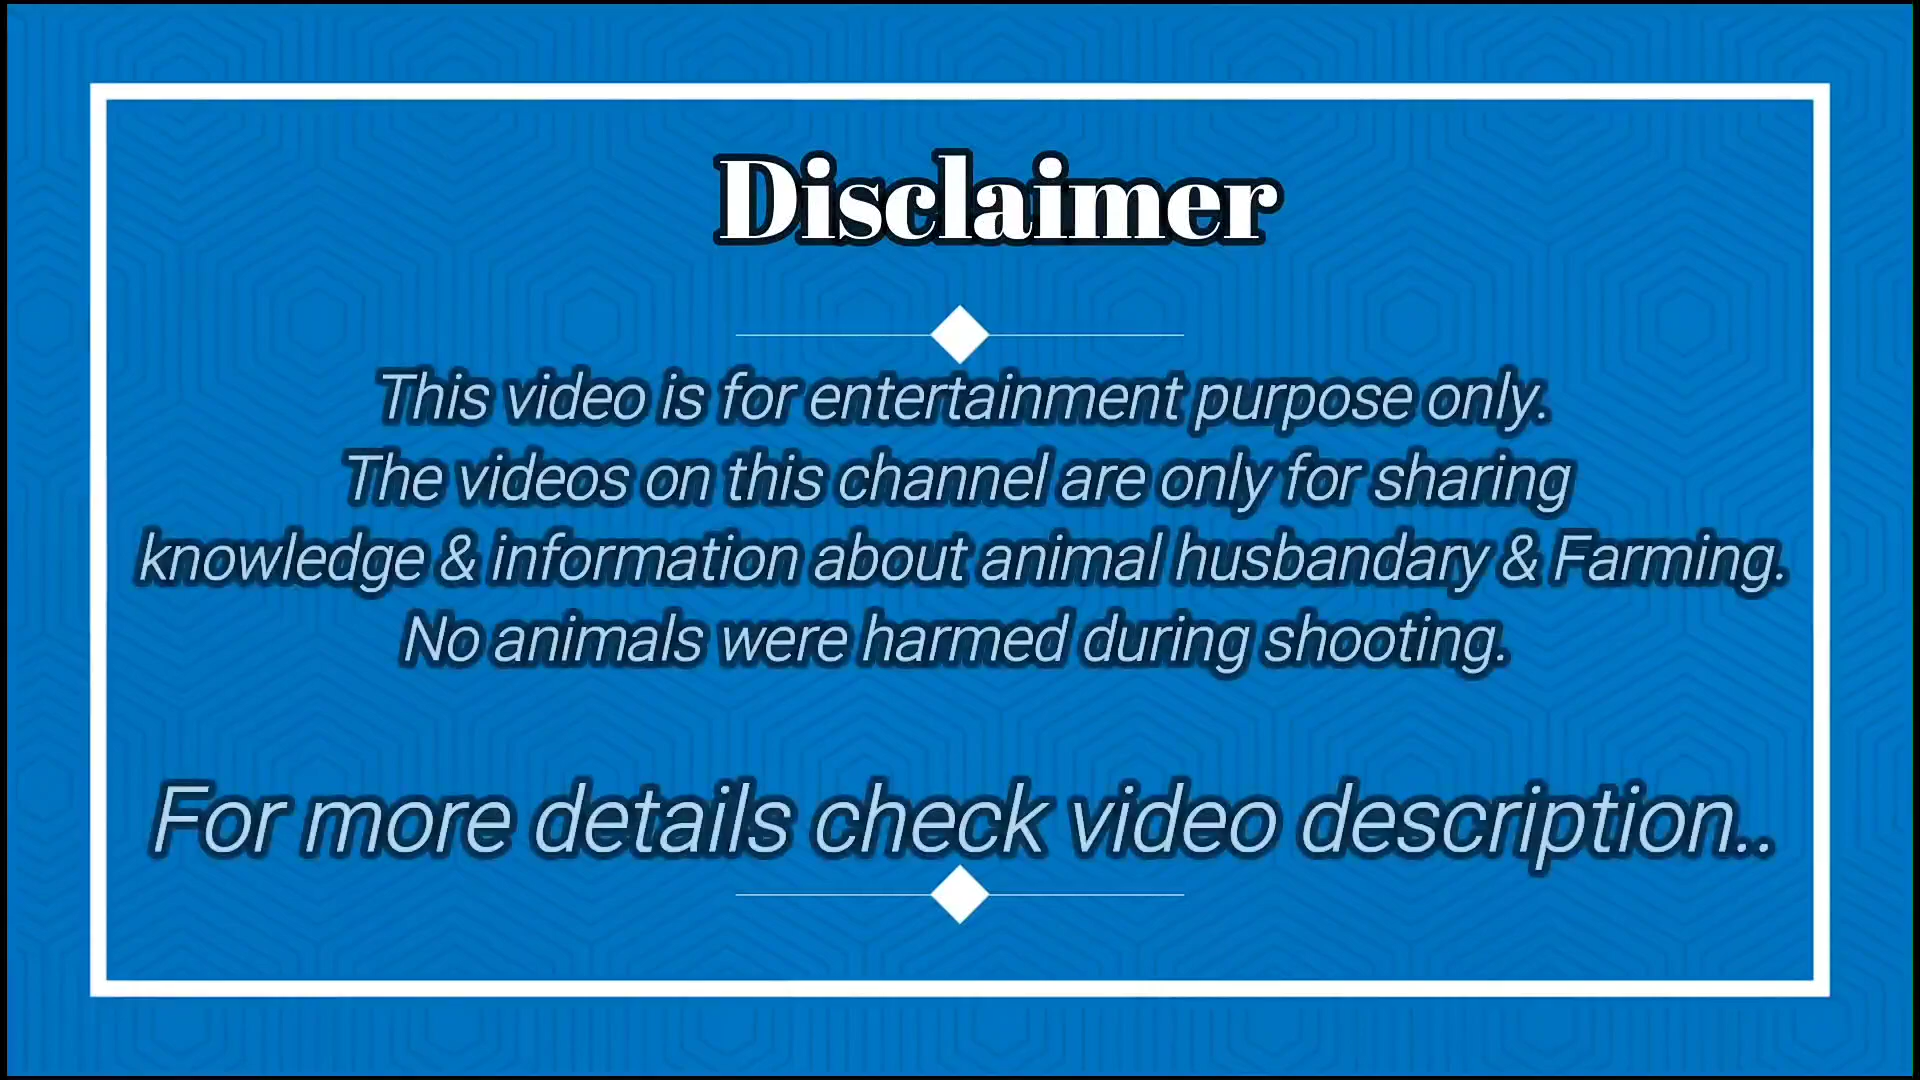 Disclaimer
This video is for entertainment purpose only.
The videos on this channel are only for sharing
knowledge & information about animal husbandary & Farming.
No animals were harmed during shooting.
For more details check video description..